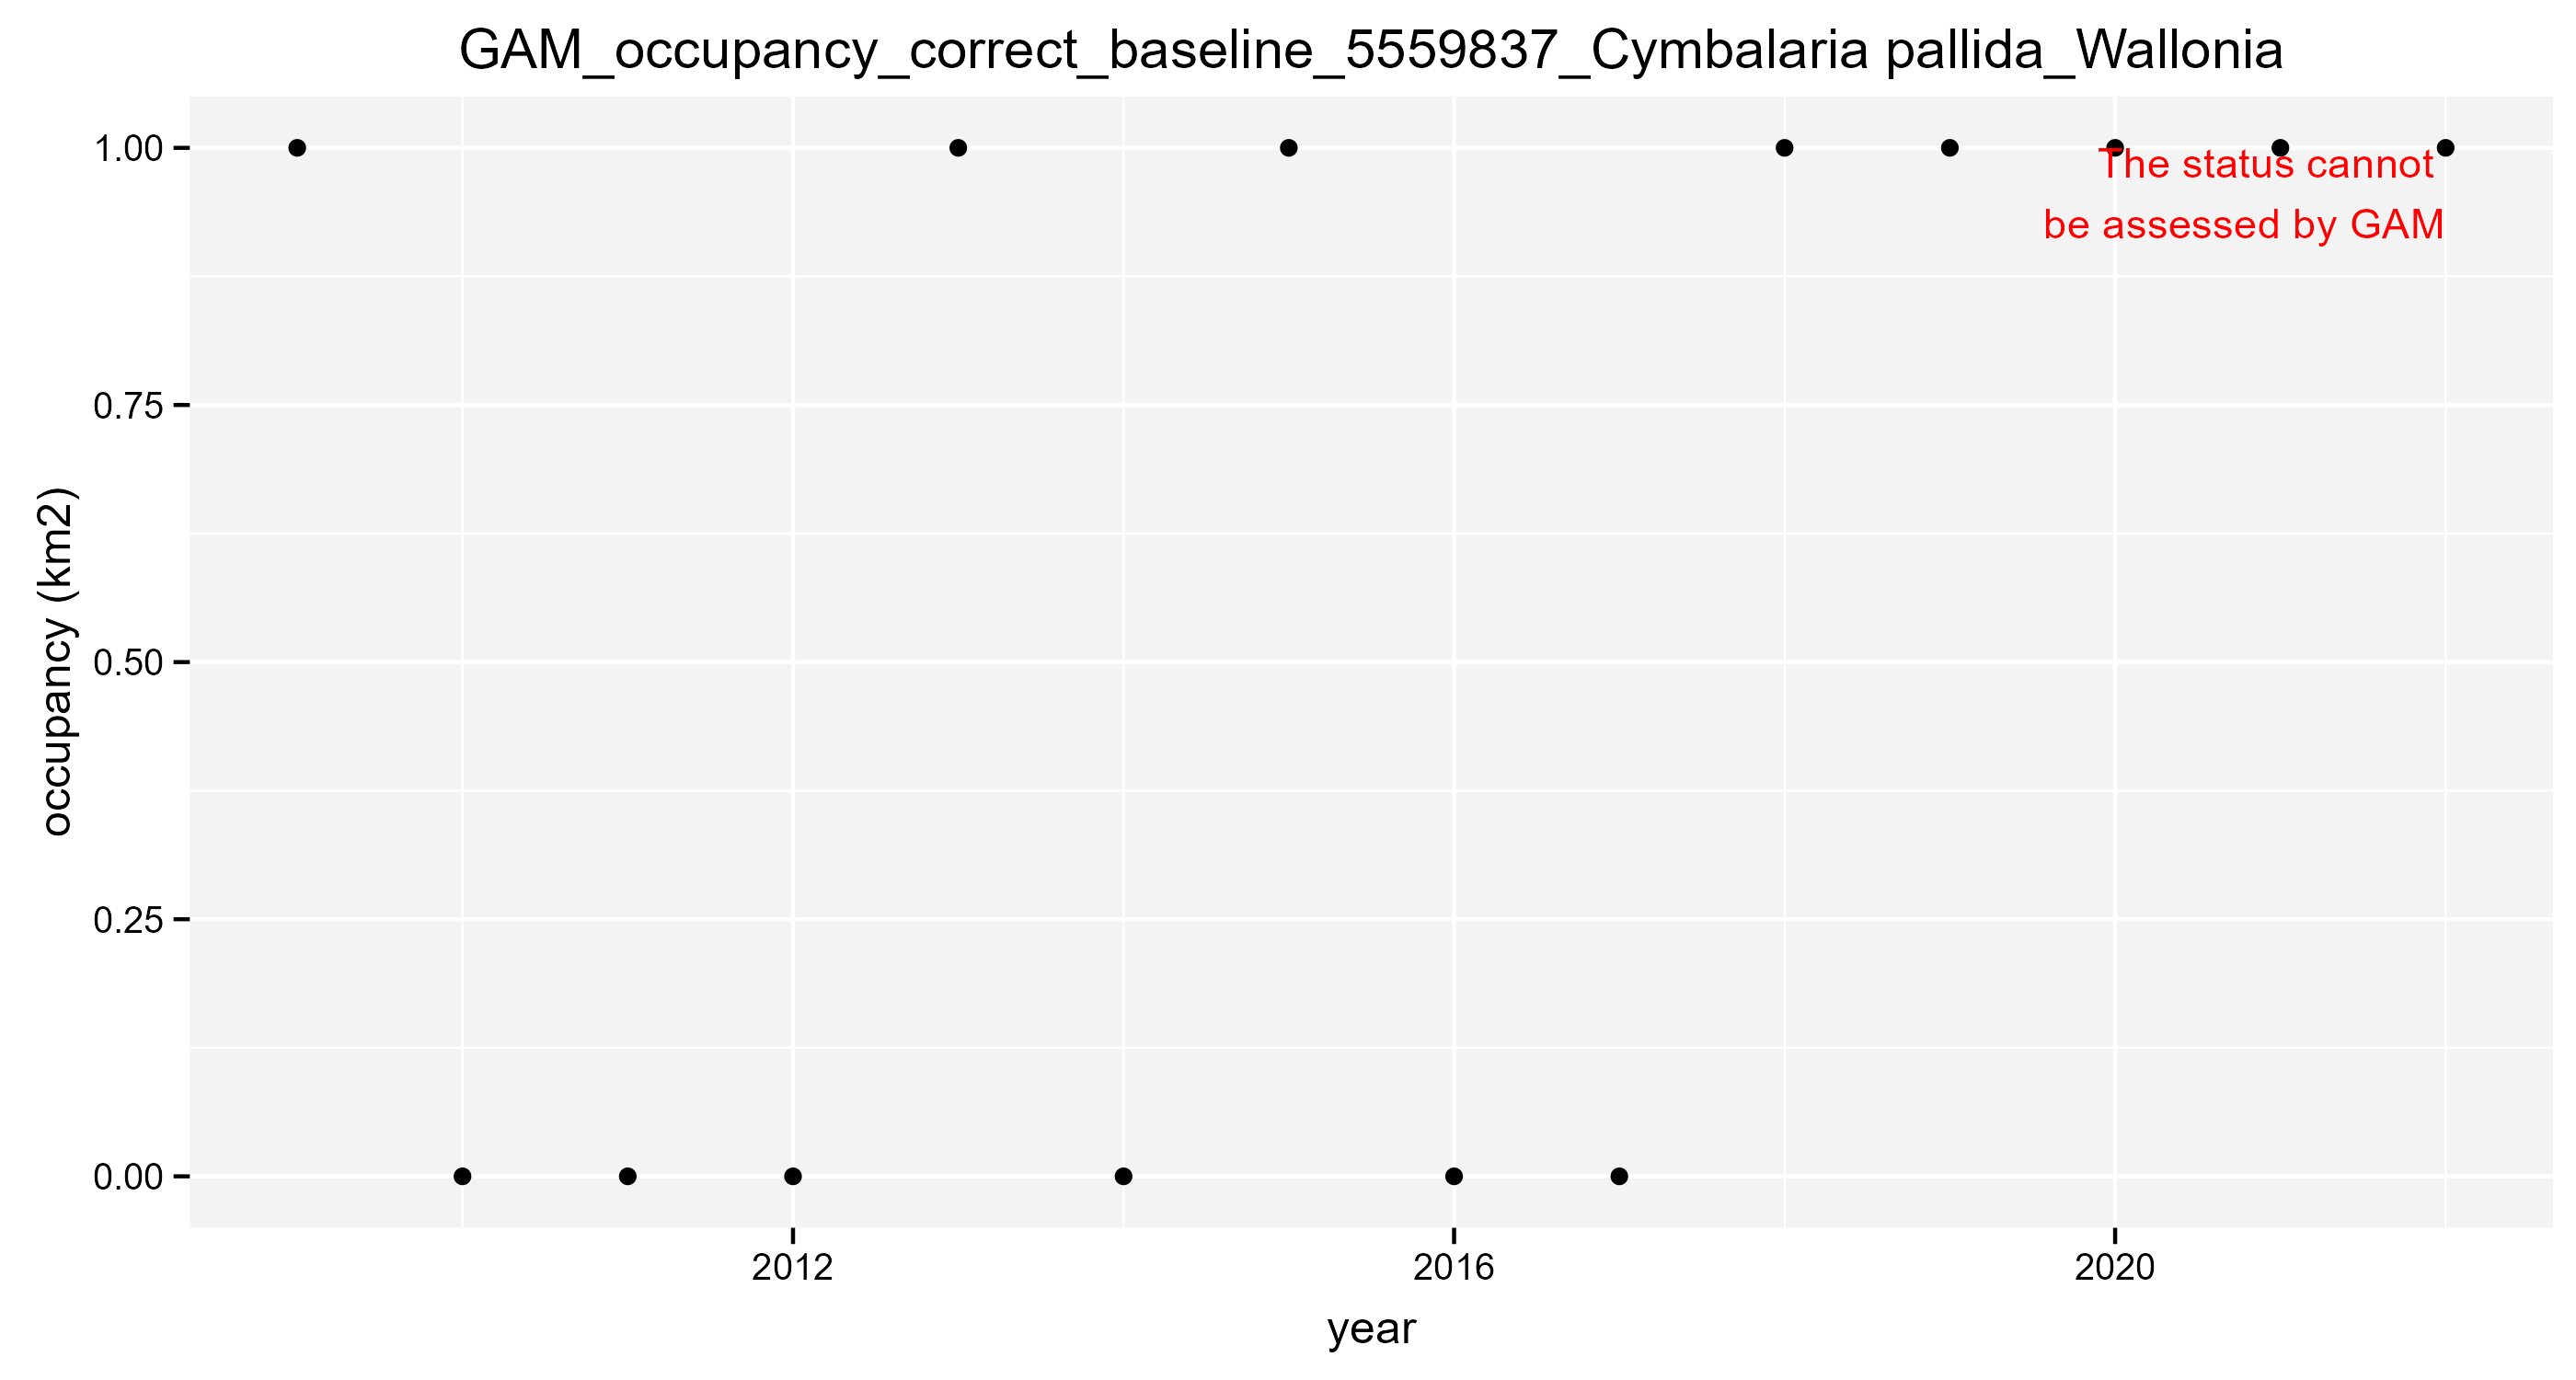 GAM_occupancy_correct_baseline_5559837_Cymbalaria pallida_Wallonia
1.00
The status cannot
be assessed by GAM
0.75
occupancy (km2)
0.50
0.25
0.00
2012
2016
2020
year